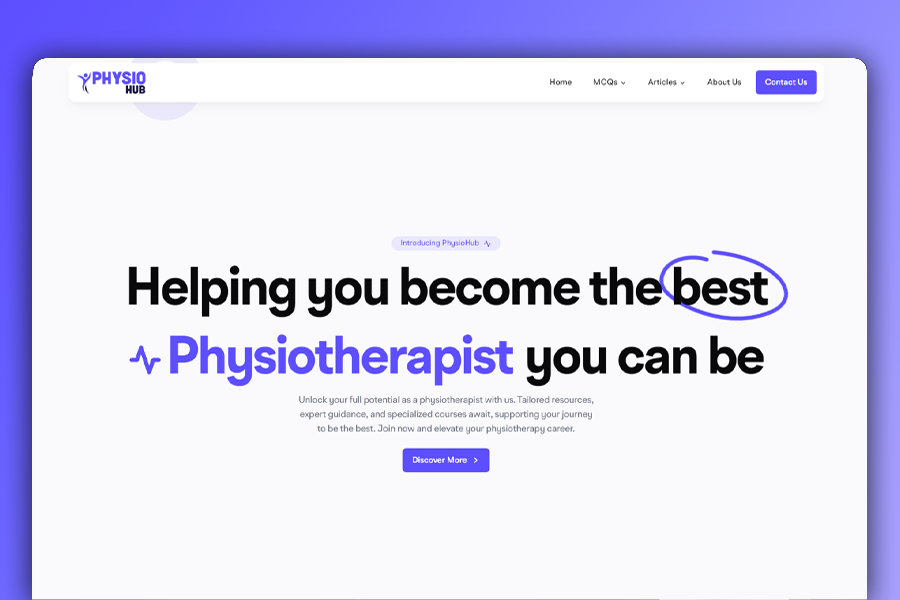 PHYSIO
HUB
Home MCQs Articles About Us Contact Us
Introducing PhysioHub
Helping you become the best
Physiotherapist you can be
Unlock your full potential as a physiotherapist with us. Tailored resources,
expert guidance, and specialized courses await, supporting your journey
to be the best. Join now and elevate your physiotherapy career.
Discover More